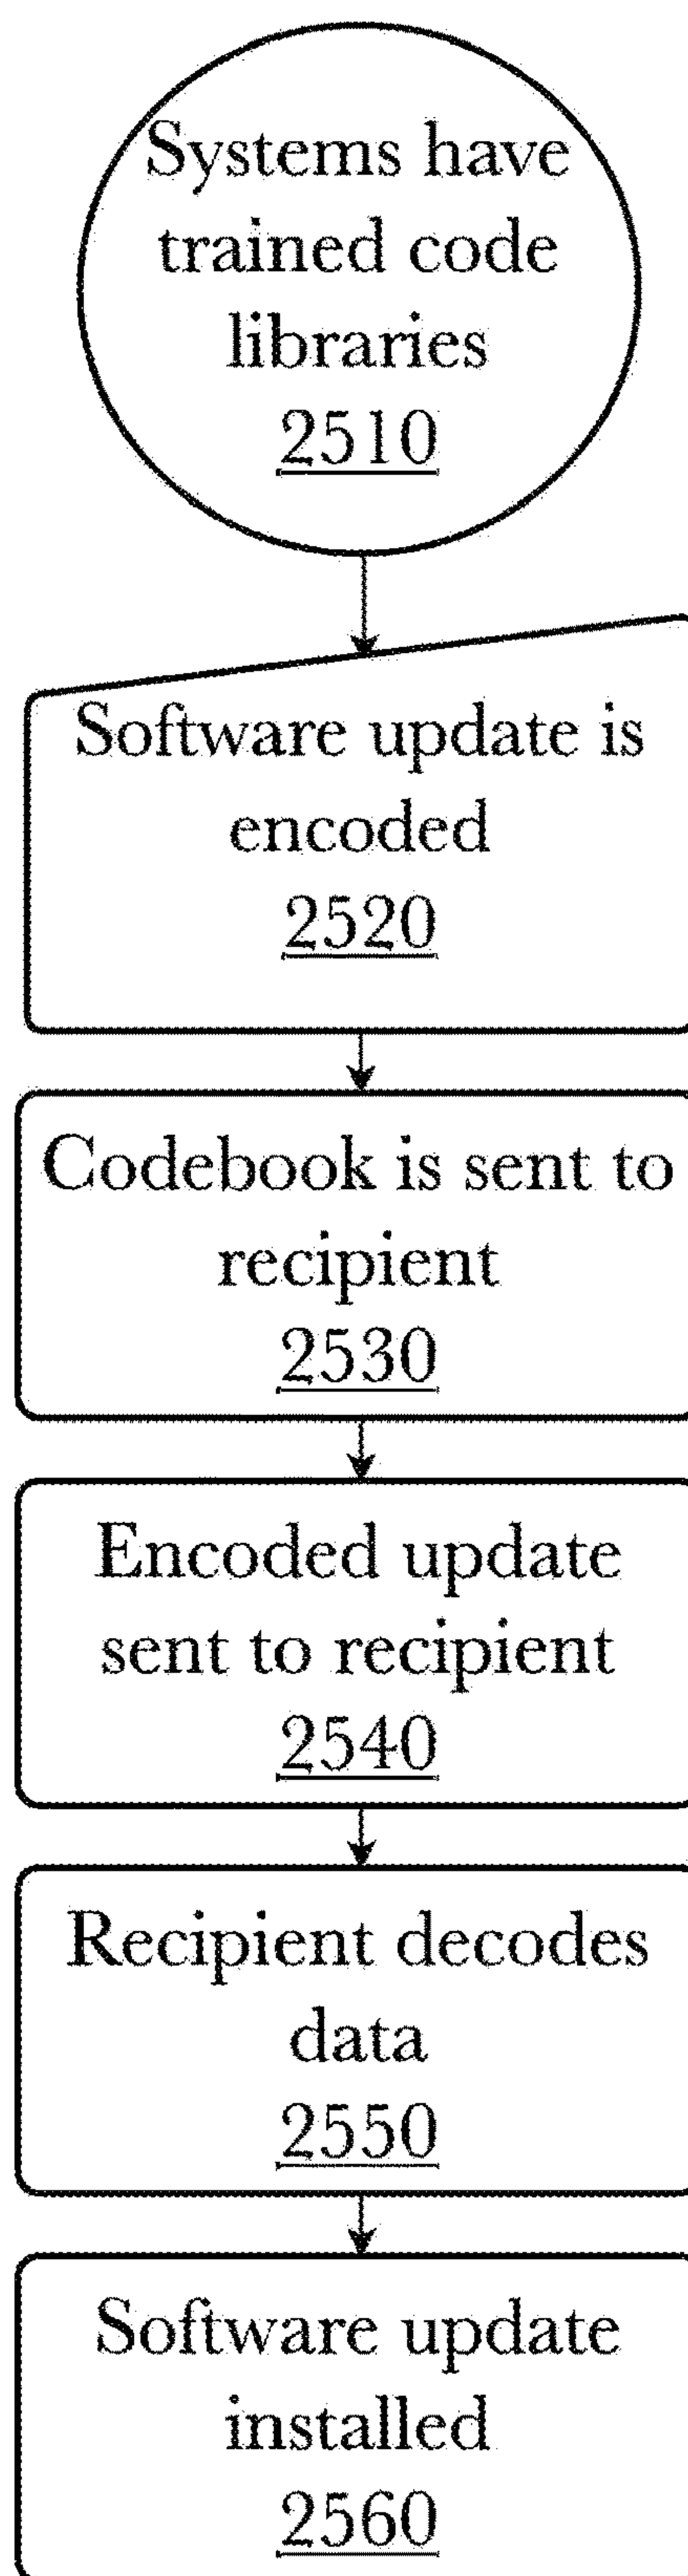 Systems have
trained code
libraries
2510
Software update is
encoded
2520
Codebook is sent to
recipient
2530
Encoded update
sent to recipient
2540
Recipient decodes
data
2550
Software update
installed
2560